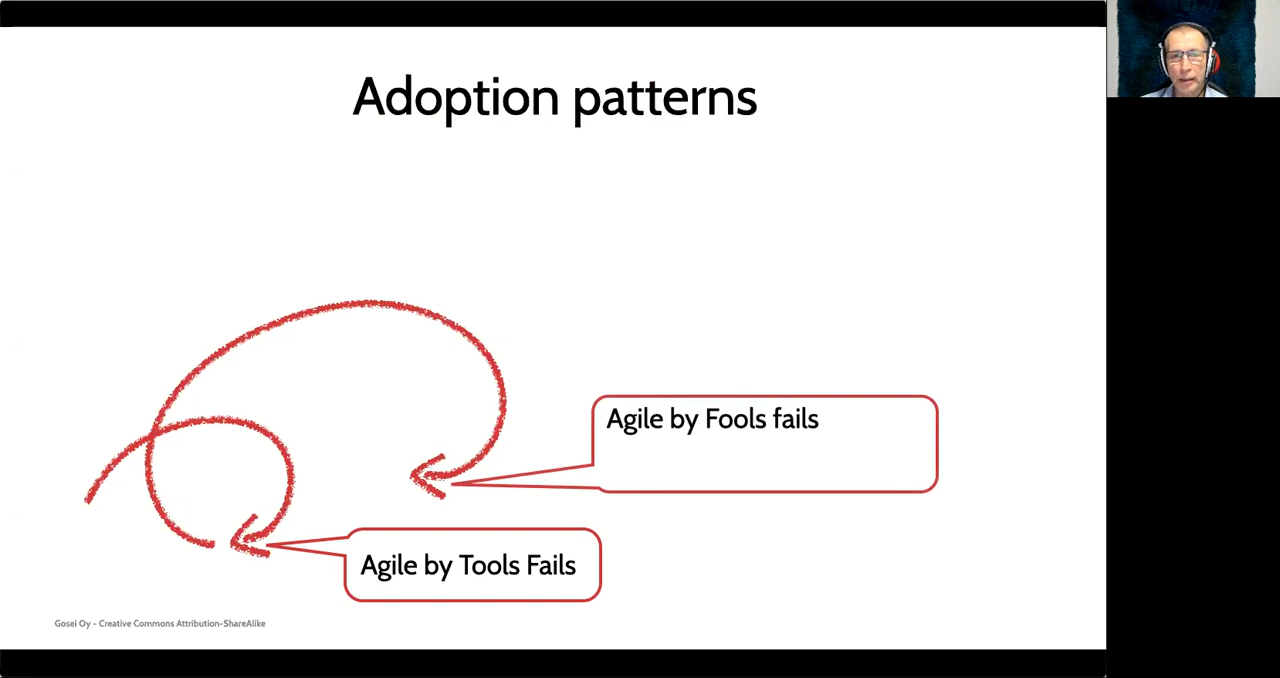 Adoption patterns
Agile by Fools fails
Agile by Tools Fails
Gosei Oy - Creative Commons Attribution-ShareAlike